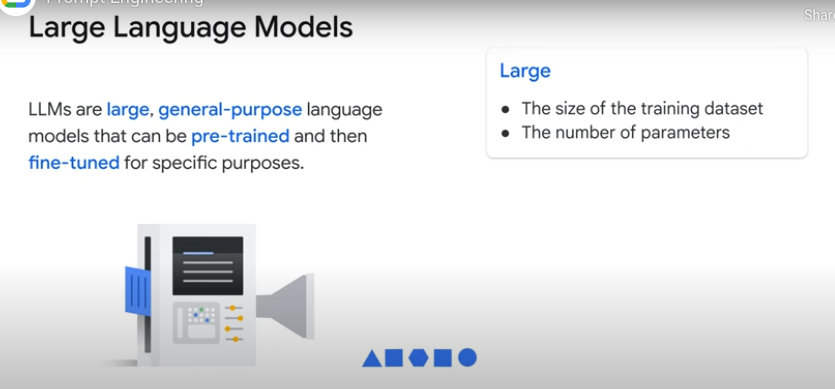 Prompt Engineering
Large Language Models
Large
The size of the training dataset
The number of parameters
LLMs are large, general-purpose language
models that can be pre-trained and then
fine-tuned for specific purposes.